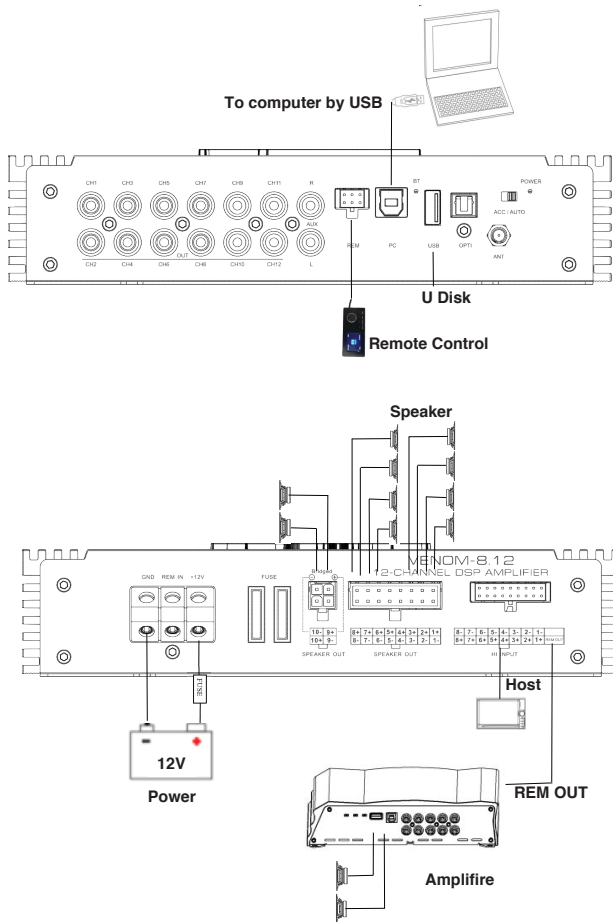 To computer by USB
CH1 CH3 CH5 CH7 CH9 CH11 R
BT
POWER
AUX
ACC / AUTO
REM PC USB OPTI
OUT
CH2 CH4 CH6 CH8 CH10 CH12 L
ANT
U Disk
Remote Control
Speaker
VENOM-8.12
12-CHANNEL DSP AMPLIFIER
GND REM IN +12V
FUSE
Bridged
10- 9+
10+ 9-
SPEAKER OUT
8+ 7+ 6+ 5+ 4+ 3+ 2+ 1+
8- 7- 6- 5- 4- 3- 2- 1-
SPEAKER OUT
8- 7- 6- 5- 4- 3- 2- 1-
8+ 7+ 6+ 5+ 4+ 3+ 2+ 1+ REM OUT
HI INPUT
FUSE
Host
12V
Power
REM OUT
Amplifire